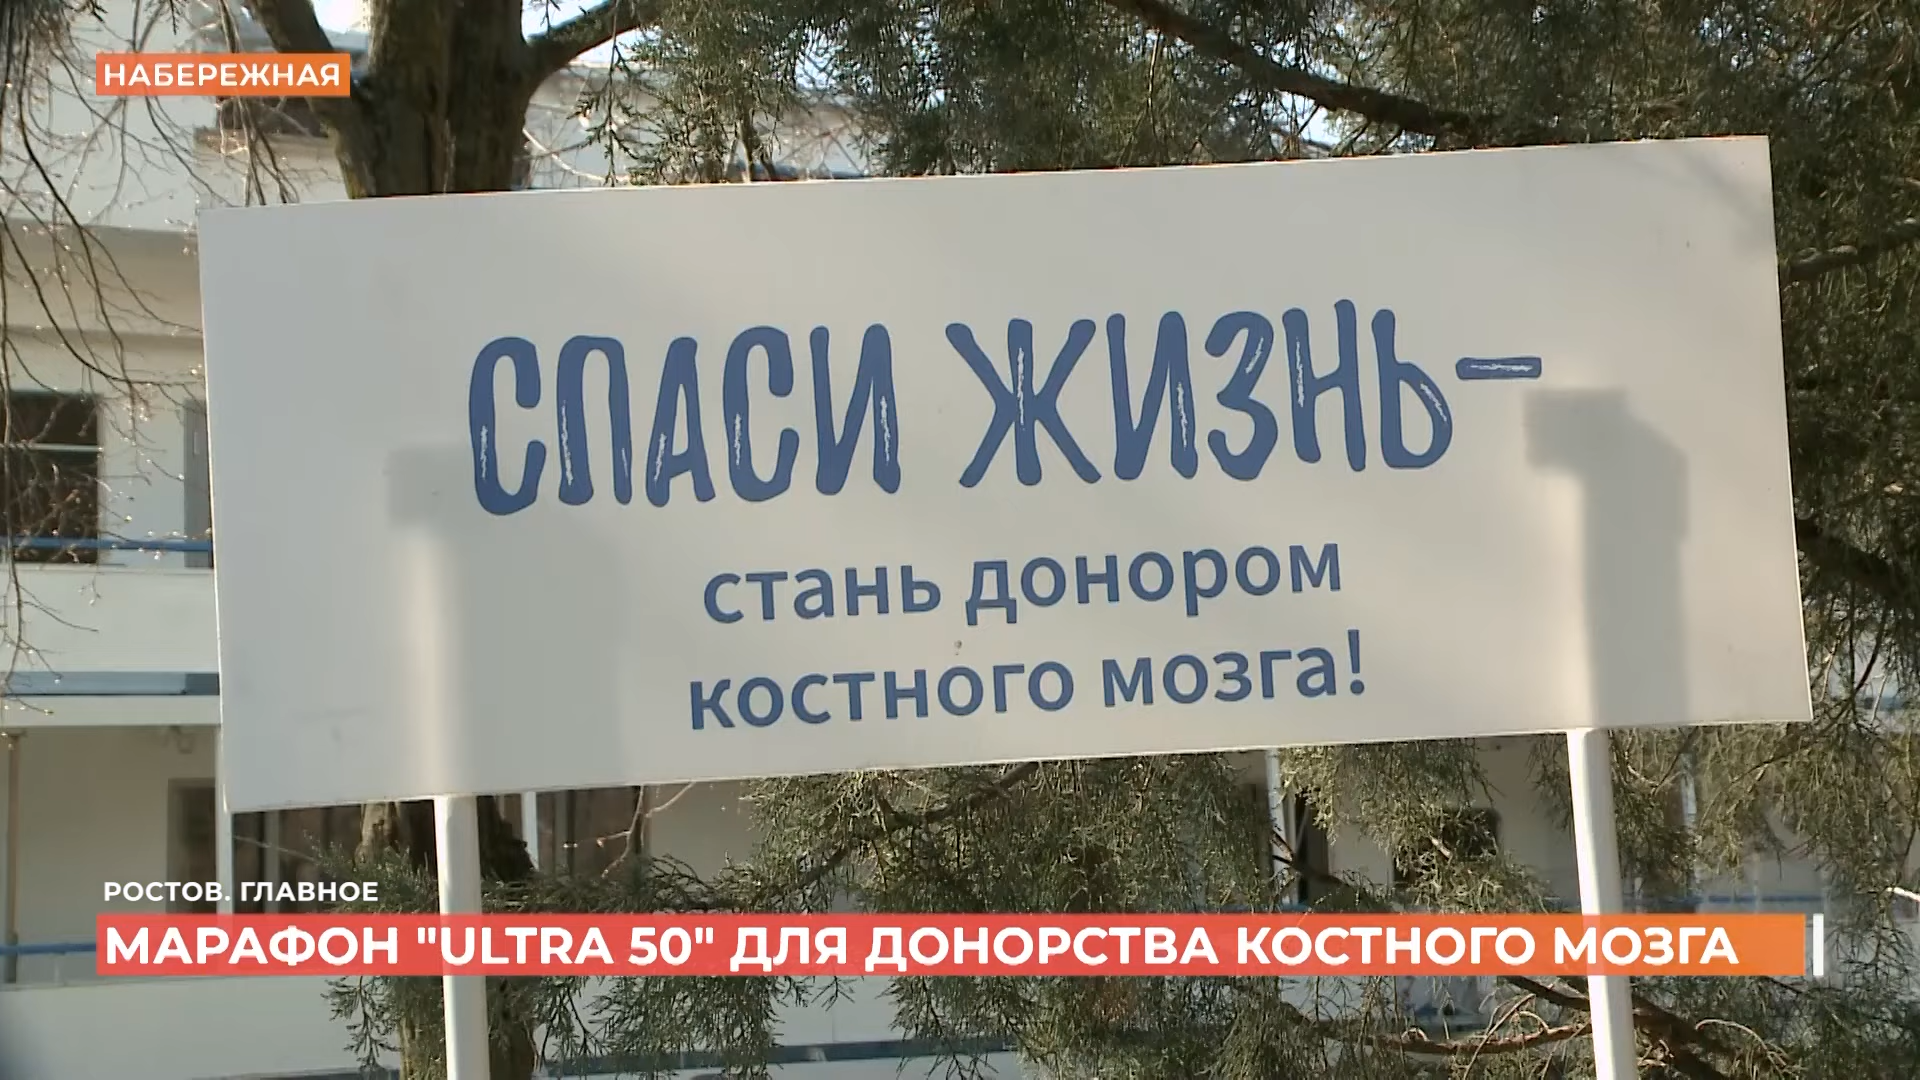 НАБЕРЕЖНАЯ
СПАСИ ЖИЗНЬ–
стань донором
костного мозга!
РОСТОВ. ГЛАВНОЕ
МАРАФОН "ULTRA 50" ДЛЯ ДОНОРСТВА КОСТНОГО МОЗГА